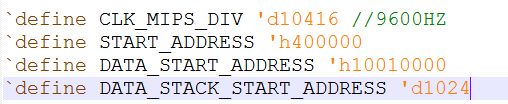 `define CLK_MIPS_DIV 'd10416 //9600HZ
`define START_ADDRESS 'h400000
`define DATA_START_ADDRESS 'h10010000
`define DATA_STACK_START_ADDRESS 'd1024